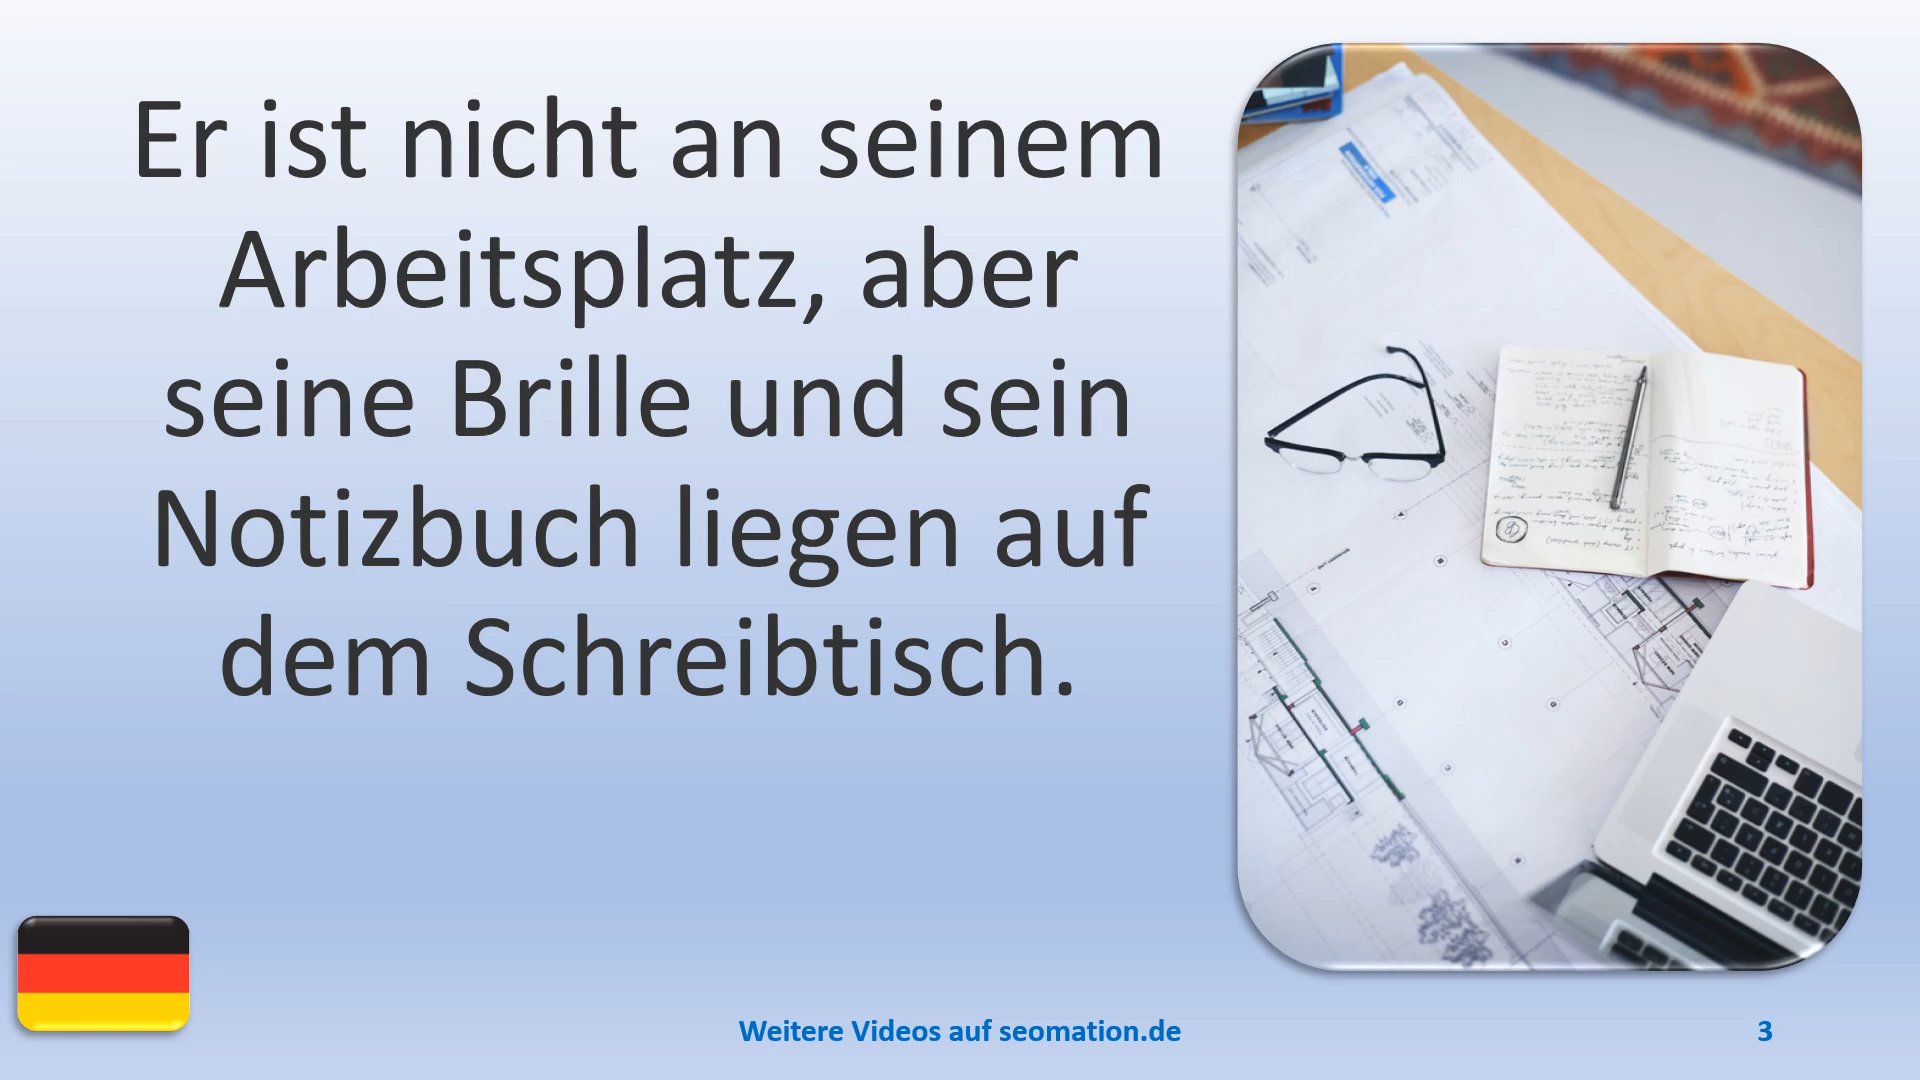 Er ist nicht an seinem
Arbeitsplatz, aber
seine Brille und sein
Notizbuch liegen auf
dem Schreibtisch.
Weitere Videos auf seomation.de
3